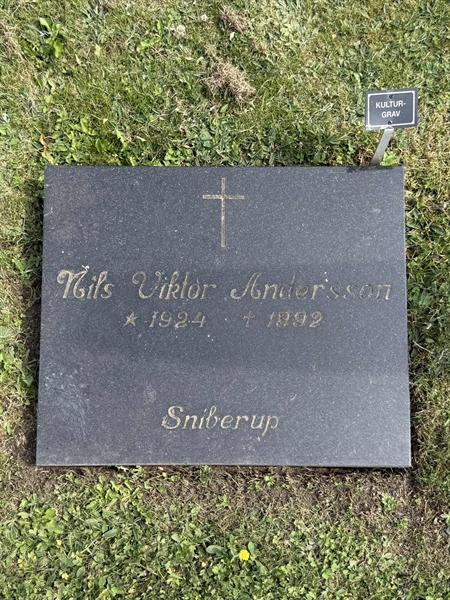 KULTUR-
GRAV
Nils Viktor Andersson
★ 1924 ✝ 1992
Sniberup